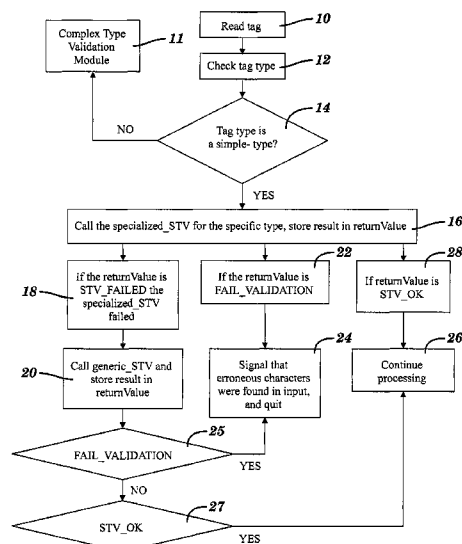 Read tag
10
Complex Type
Validation
Module
11
Check tag type
12
Tag type is
a simple- type?
14
NO
YES
Call the specialized_STV for the specific type, store result in returnValue
16
if the returnValue is
STV_FAILED the
specialized_STV
failed
18
If the returnValue is
FAIL_VALIDATION
22
If returnValue is
STV_OK
28
Call generic_STV and
store result in
returnValue
20
Signal that
erroneous characters
were found in input,
and quit
24
Continue
processing
26
FAIL_VALIDATION
25
YES
NO
STV_OK
27
YES